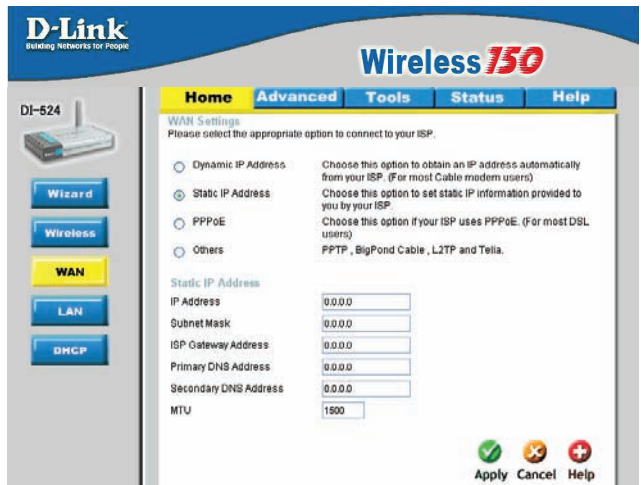 D-Link
Building Networks for People
Wireless 150
DI-524
Home Advanced Tools Status Help
WAN Settings
Please select the appropriate option to connect to your ISP.
Dynamic IP Address Choose this option to obtain an IP address automatically
from your ISP. (For most Cable modem users)
Static IP Address Choose this option to set static IP information provided to
you by your ISP.
PPPoE Choose this option if your ISP uses PPPoE. (For most DSL
users)
Others PPTP , BigPond Cable , L2TP and Telia.
Wizard
Wireless
WAN
LAN
DHCP
Static IP Address
IP Address 0.0.0.0
Subnet Mask 0.0.0.0
ISP Gateway Address 0.0.0.0
Primary DNS Address 0.0.0.0
Secondary DNS Address 0.0.0.0
MTU 1500
Apply Cancel Help